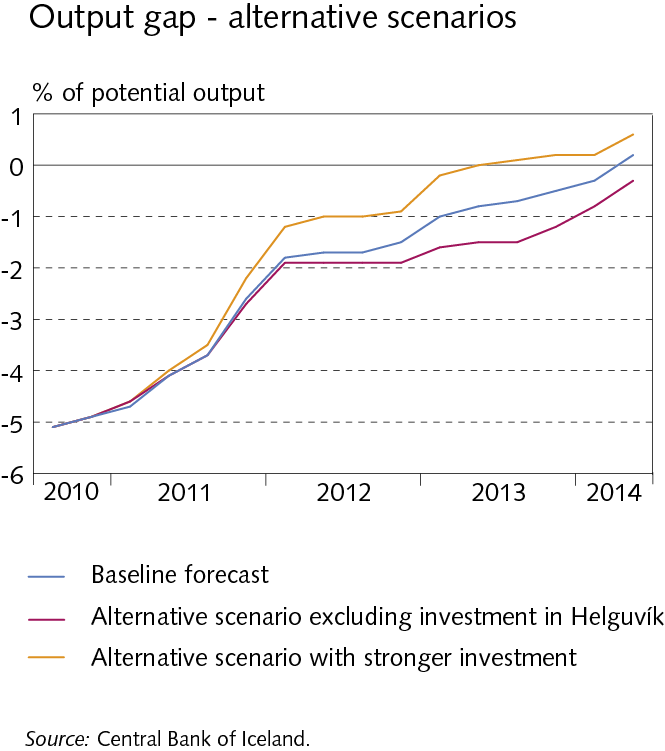 Output gap - alternative scenarios
% of potential output
1
0
-1
-2
-3
-4
-5
-6
2010 2011 2012 2013 2014
Baseline forecast
Alternative scenario excluding investment in Helguvík
Alternative scenario with stronger investment
Source: Central Bank of Iceland.